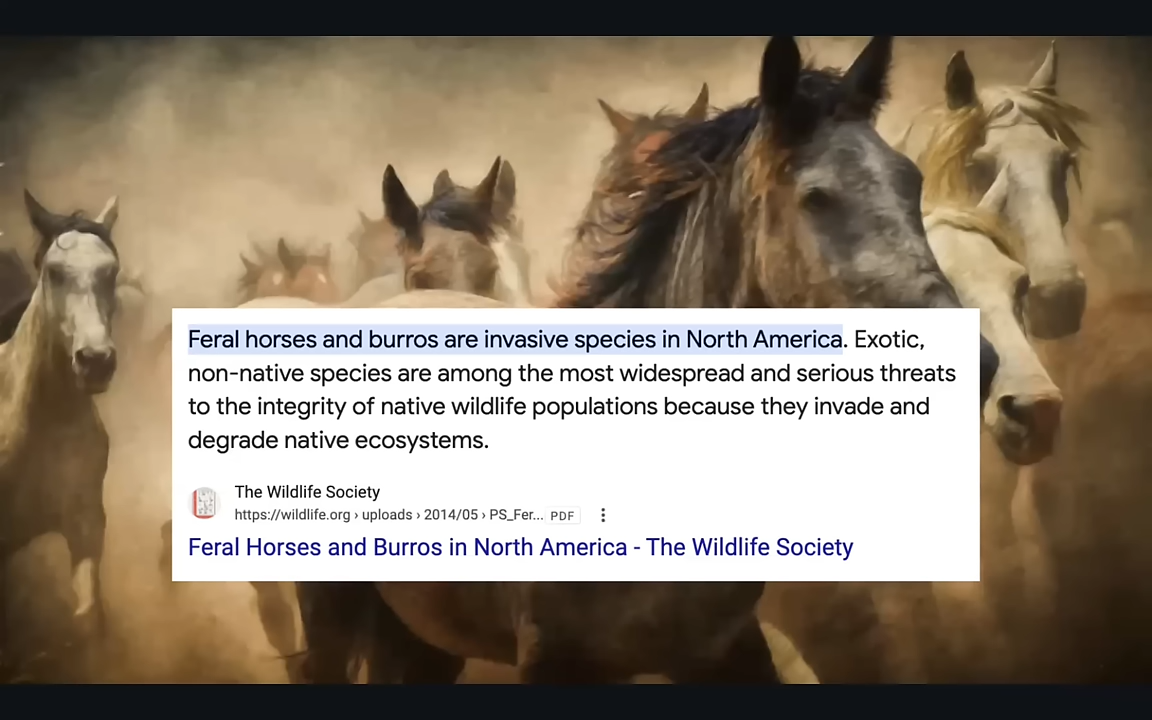 Feral horses and burros are invasive species in North America. Exotic,
non-native species are among the most widespread and serious threats
to the integrity of native wildlife populations because they invade and
degrade native ecosystems.
The Wildlife Society
https://wildlife.org › uploads › 2014/05 › PS_Fer... PDF
Feral Horses and Burros in North America - The Wildlife Society